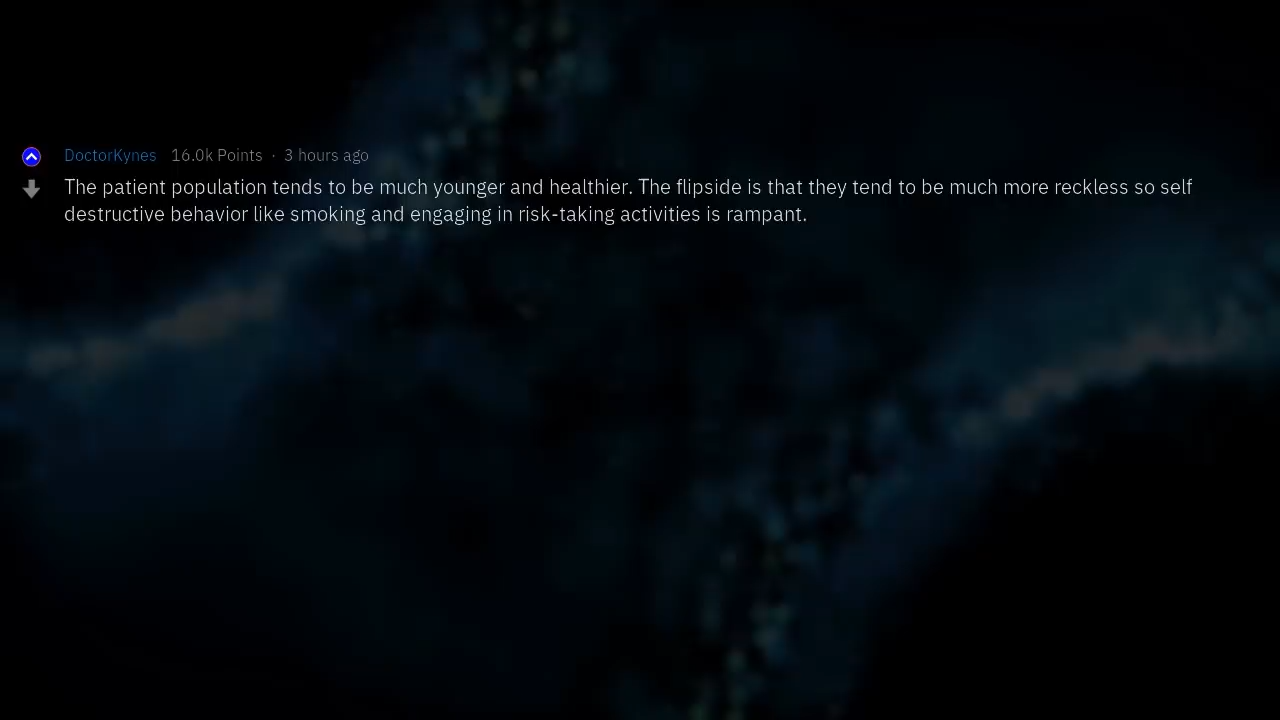 DoctorKynes 16.0k Points · 3 hours ago
The patient population tends to be much younger and healthier. The flipside is that they tend to be much more reckless so self
destructive behavior like smoking and engaging in risk-taking activities is rampant.